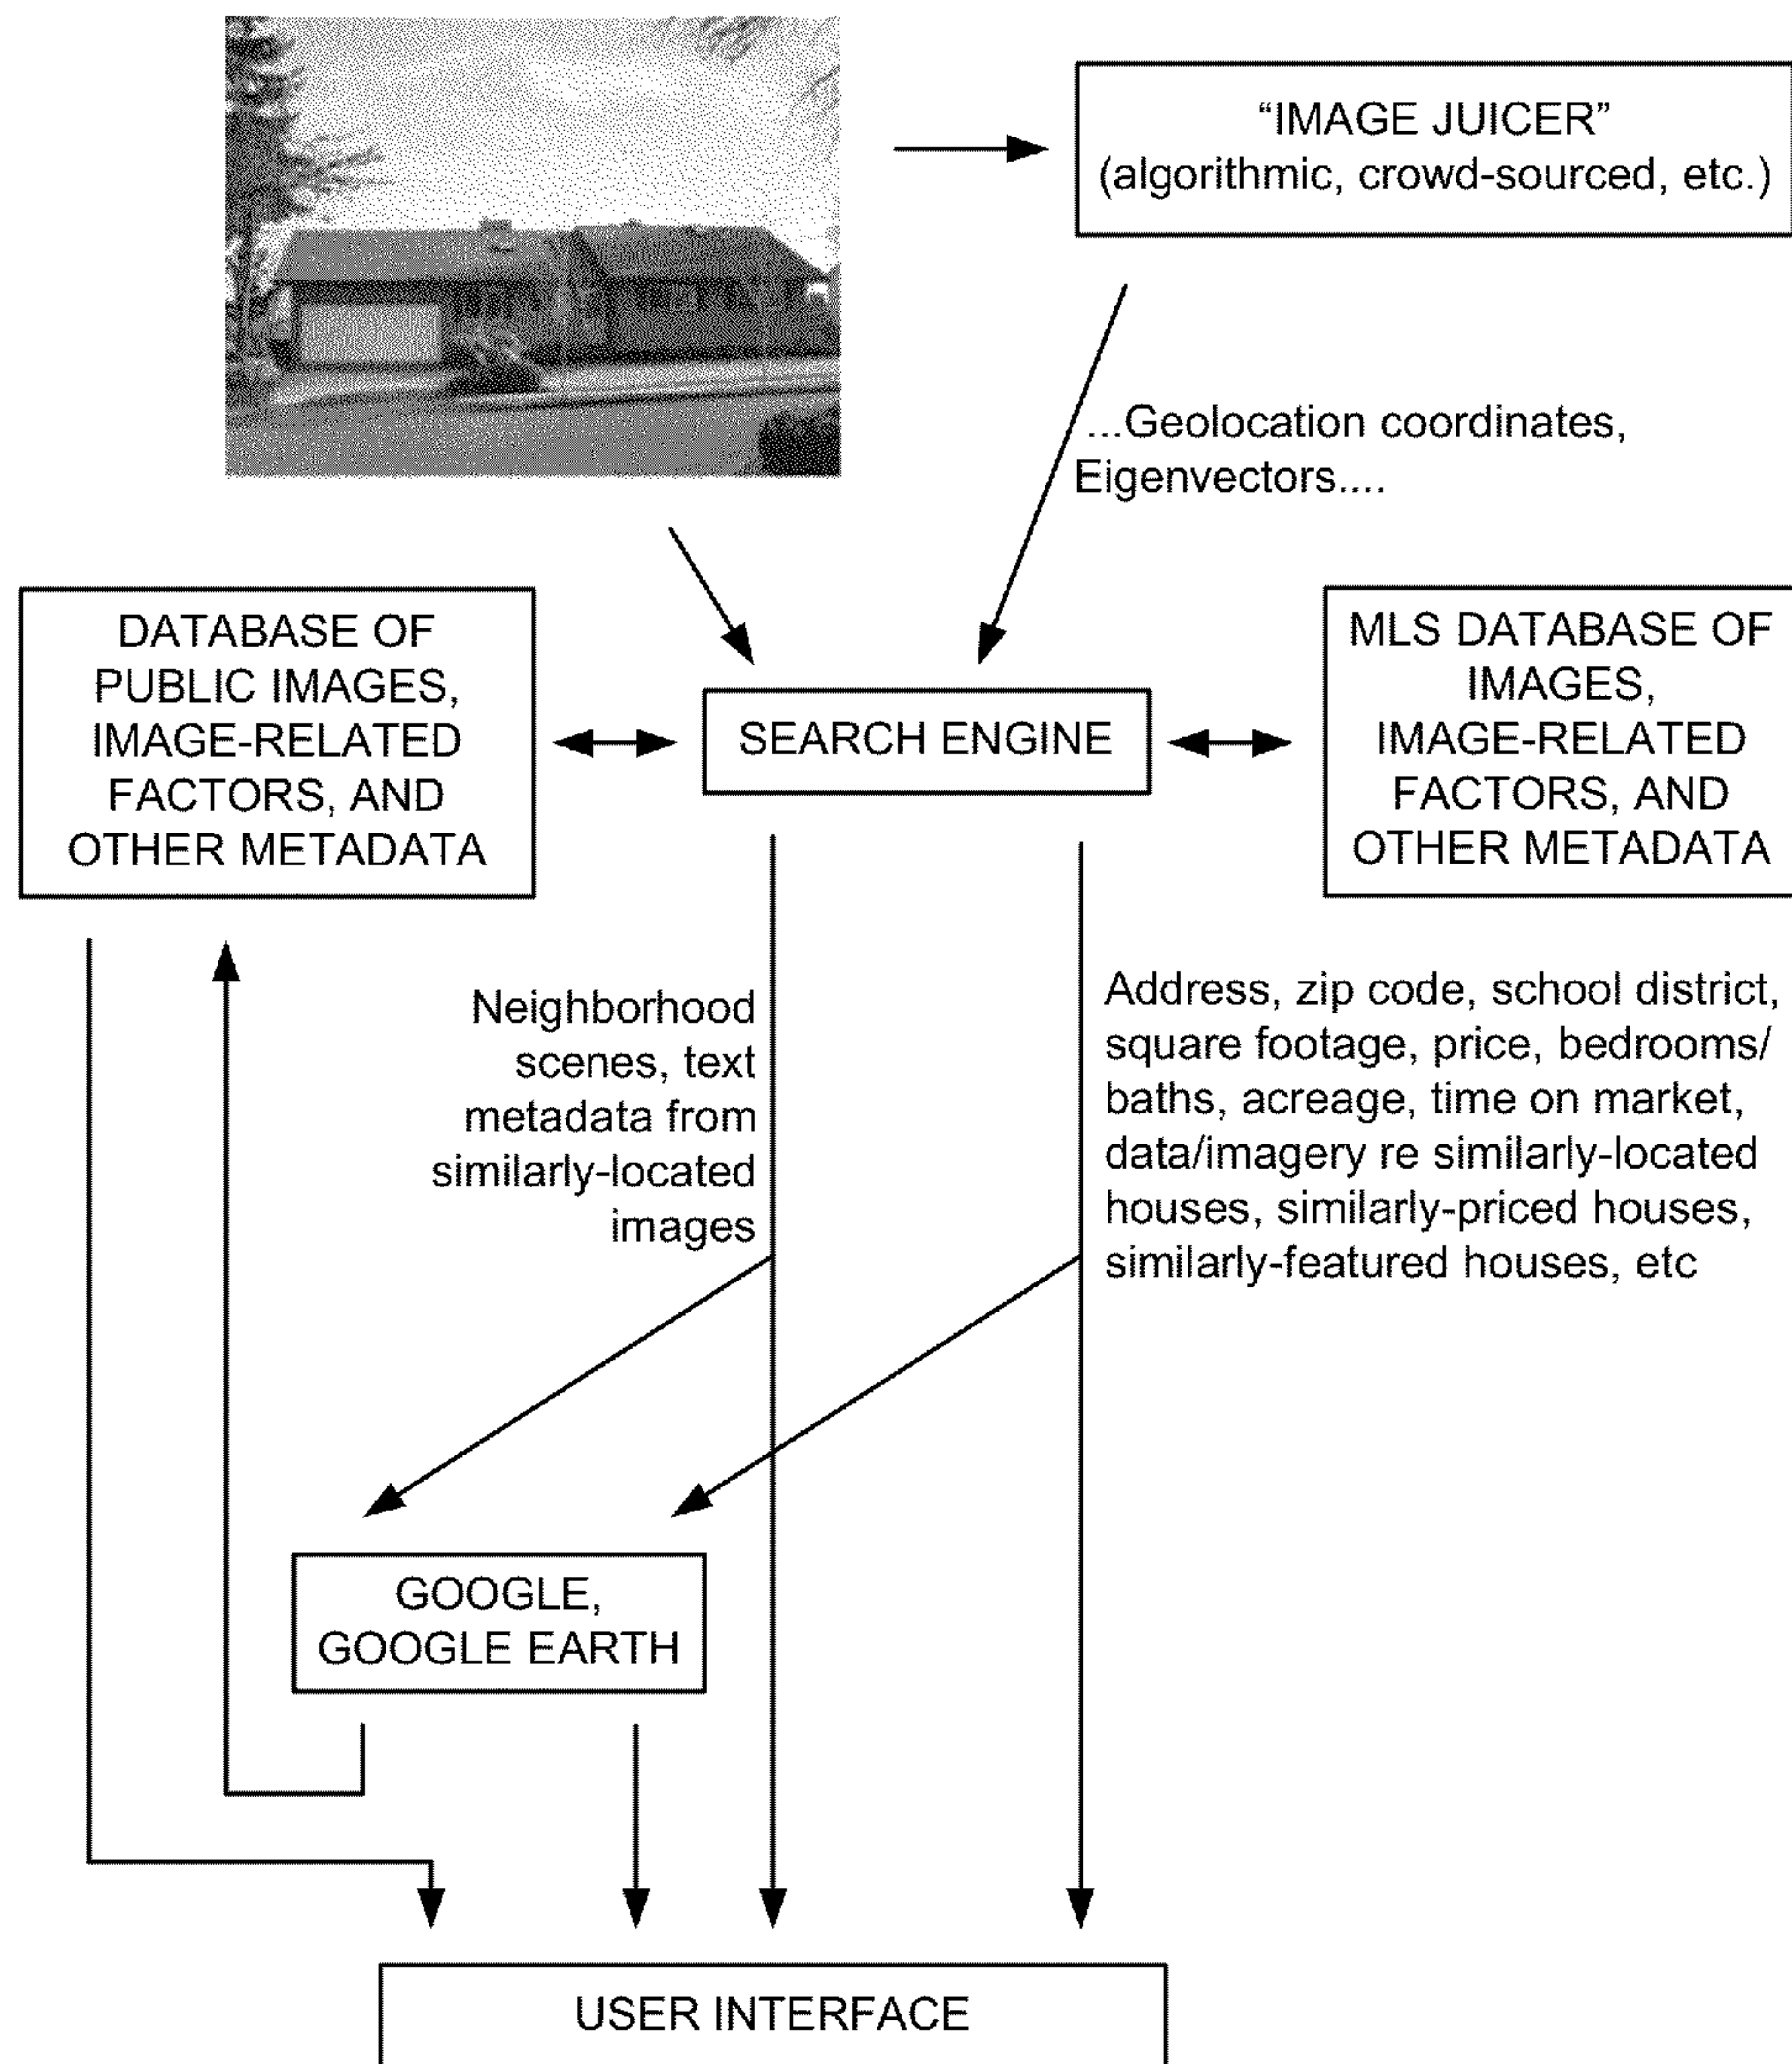 “IMAGE JUICER”
(algorithmic, crowd-sourced, etc.)
...Geolocation coordinates,
Eigenvectors....
DATABASE OF
PUBLIC IMAGES,
IMAGE-RELATED
FACTORS, AND
OTHER METADATA
SEARCH ENGINE
MLS DATABASE OF
IMAGES,
IMAGE-RELATED
FACTORS, AND
OTHER METADATA
Neighborhood
scenes, text
metadata from
similarly-located
images
Address, zip code, school district,
square footage, price, bedrooms/
baths, acreage, time on market,
data/imagery re similarly-located
houses, similarly-priced houses,
similarly-featured houses, etc
GOOGLE,
GOOGLE EARTH
USER INTERFACE